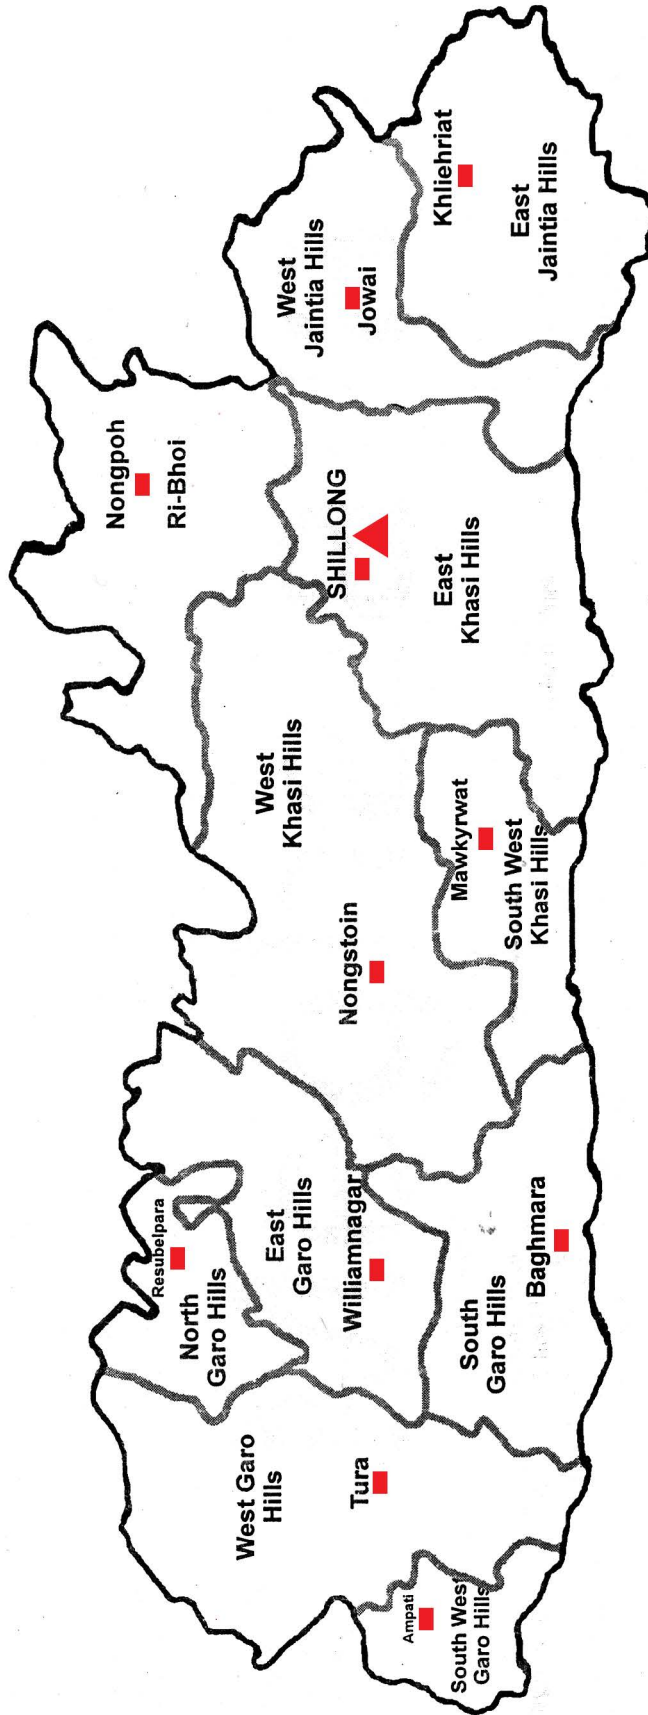 Resubelpara
North
Garo Hills
West Garo
Hills
Tura
Ampati
South West
Garo Hills
East
Garo Hills
Williamnagar
South
Garo Hills
Baghmara
West
Khasi Hills
Nongstoin
Mawkyrwat
South West
Khasi Hills
Nongpoh
Ri-Bhoi
SHILLONG
East
Khasi Hills
West
Jaintia Hills
Jowai
Khliehriat
East
Jaintia Hills